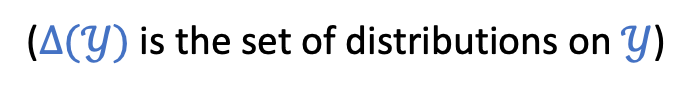 (Δ(𝒴) is the set of distributions on 𝒴)